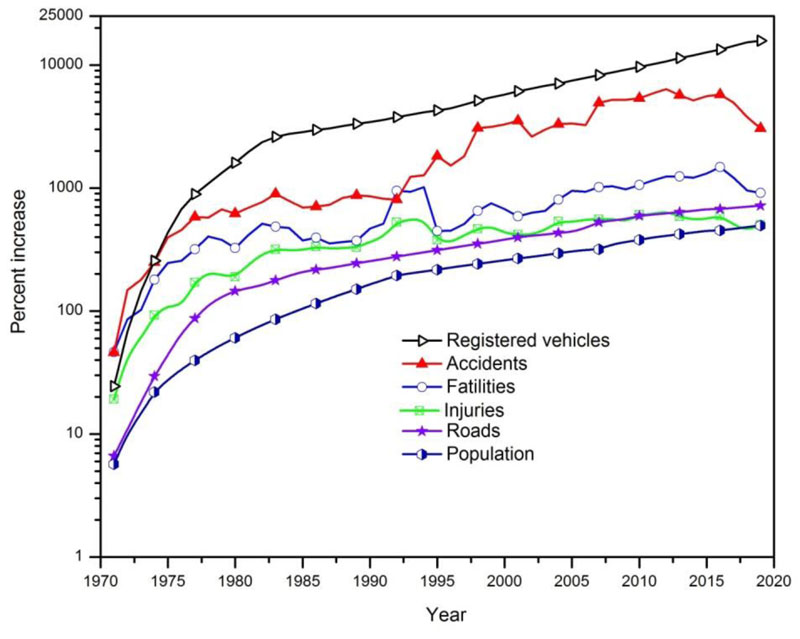 25000
10000
1000
100
10
1
Percent increase
Registered vehicles
Accidents
Fatilities
Injuries
Roads
Population
1970 1975 1980 1985 1990 1995 2000 2005 2010 2015 2020
Year